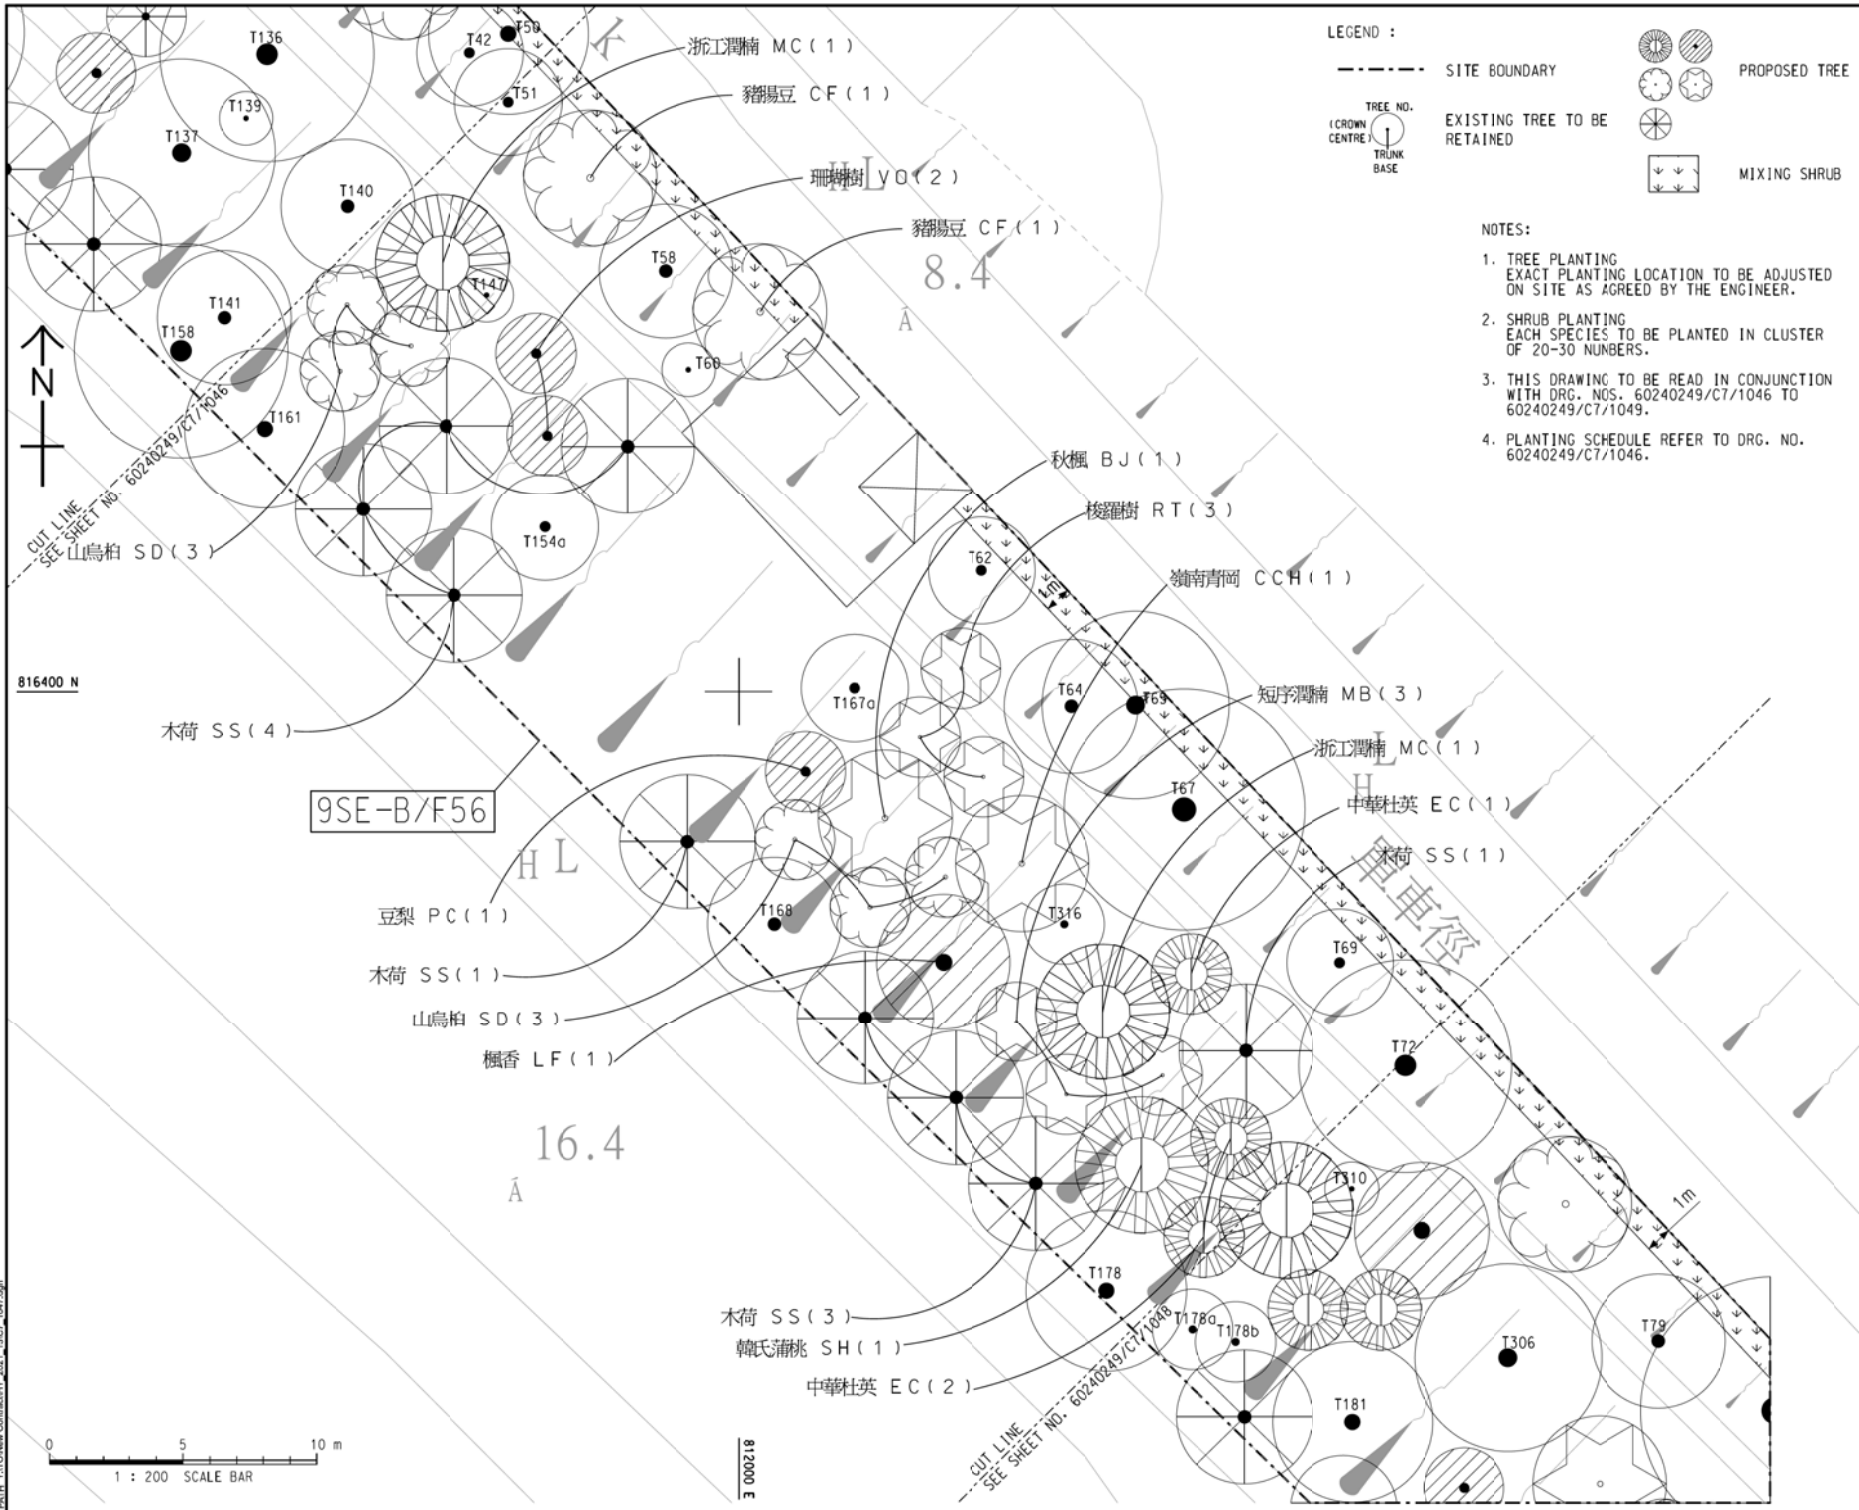 LEGEND :
SITE BOUNDARY
TREE NO.
(CROWN
CENTRE)
TRUNK
BASE
EXISTING TREE TO BE
RETAINED
PROPOSED TREE
MIXING SHRUB
NOTES:
1. TREE PLANTING
EXACT PLANTING LOCATION TO BE ADJUSTED
ON SITE AS AGREED BY THE ENGINEER.
2. SHRUB PLANTING
EACH SPECIES TO BE PLANTED IN CLUSTER
OF 20-30 NUNBERS.
3. THIS DRAWING TO BE READ IN CONJUNCTION
WITH DRG. NOS. 60240249/C7/1046 TO
60240249/C7/1049.
4. PLANTING SCHEDULE REFER TO DRG. NO.
60240249/C7/1046.
T136
T42
T50
T51
T139
T137
T140
T141
T158
T161
T147
T58
T60
T154a
浙江潤楠 MC(1)
豬腸豆 CF(1)
珊瑚樹 VO(2)
豬腸豆 CF(1)
k
H L
8.4
Á
N
CUT LINE
SEE SHEET NO. 60240249/C7/1046
山烏桕 SD(3)
木荷 SS(4)
816400 N
秋楓 BJ(1)
梭羅樹 RT(3)
嶺南青岡 CCH(1)
短序潤楠 MB(3)
浙江潤楠 MC(1)
中華杜英 EC(1)
木荷 SS(1)
T62
1m
T64
T65
T67
T167a
T168
T316
T69
T72
H L
單車徑
9SE-B/F56
H L
豆梨 PC(1)
木荷 SS(1)
山烏桕 SD(3)
楓香 LF(1)
16.4
Á
木荷 SS(3)
韓氏蒲桃 SH(1)
中華杜英 EC(2)
T178
T178a
T178b
T310
T306
T79
T181
1m
CUT LINE
SEE SHEET NO. 60240249/C7/1048
812000 E
0 5 10 m
1 : 200 SCALE BAR